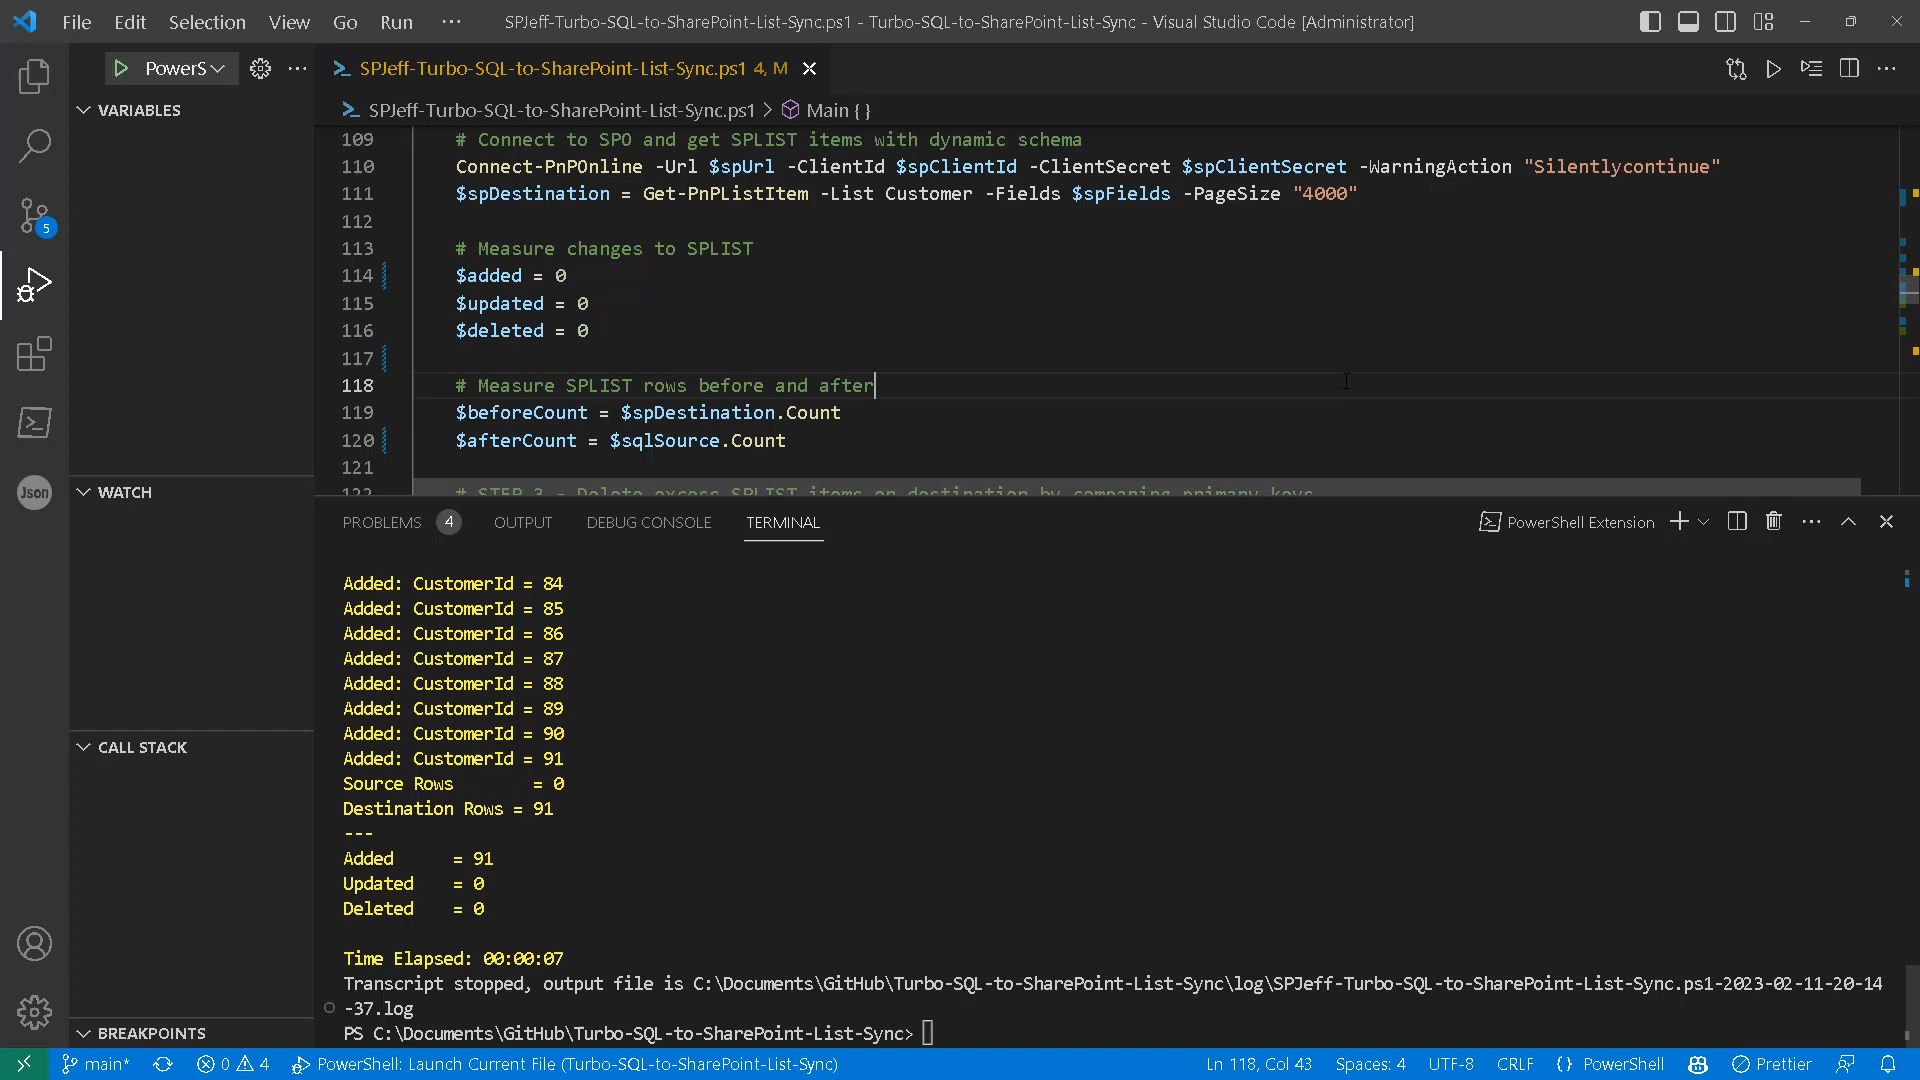 File Edit Selection View Go Run ··· SPJeff-Turbo-SQL-to-SharePoint-List-Sync.ps1 - Turbo-SQL-to-SharePoint-List-Sync - Visual Studio Code [Administrator]
PowerS
SPJeff-Turbo-SQL-to-SharePoint-List-Sync.ps1 4, M
VARIABLES
SPJeff-Turbo-SQL-to-SharePoint-List-Sync.ps1 > Main { }
109 # Connect to SPO and get SPLIST items with dynamic schema
110 Connect-PnPOnline -Url $spUrl -ClientId $spClientId -ClientSecret $spClientSecret -WarningAction "Silentlycontinue"
111 $spDestination = Get-PnPListItem -List Customer -Fields $spFields -PageSize "4000"
112
113 # Measure changes to SPLIST
114 $added = 0
115 $updated = 0
116 $deleted = 0
117
118 # Measure SPLIST rows before and after
119 $beforeCount = $spDestination.Count
120 $afterCount = $sqlSource.Count
121
122 # STEP 3 - Delete excess SPLIST items on destination by comparing primary keys
5
Json
WATCH
CALL STACK
BREAKPOINTS
PROBLEMS 4 OUTPUT DEBUG CONSOLE TERMINAL PowerShell Extension
Added: CustomerId = 84
Added: CustomerId = 85
Added: CustomerId = 86
Added: CustomerId = 87
Added: CustomerId = 88
Added: CustomerId = 89
Added: CustomerId = 90
Added: CustomerId = 91
Source Rows = 0
Destination Rows = 91
---
Added = 91
Updated = 0
Deleted = 0
Time Elapsed: 00:00:07
Transcript stopped, output file is C:\Documents\GitHub\Turbo-SQL-to-SharePoint-List-Sync\log\SPJeff-Turbo-SQL-to-SharePoint-List-Sync.ps1-2023-02-11-20-14
-37.log
PS C:\Documents\GitHub\Turbo-SQL-to-SharePoint-List-Sync>
main* 0 4 PowerShell: Launch Current File (Turbo-SQL-to-SharePoint-List-Sync) Ln 118, Col 43 Spaces: 4 UTF-8 CRLF { } PowerShell Prettier